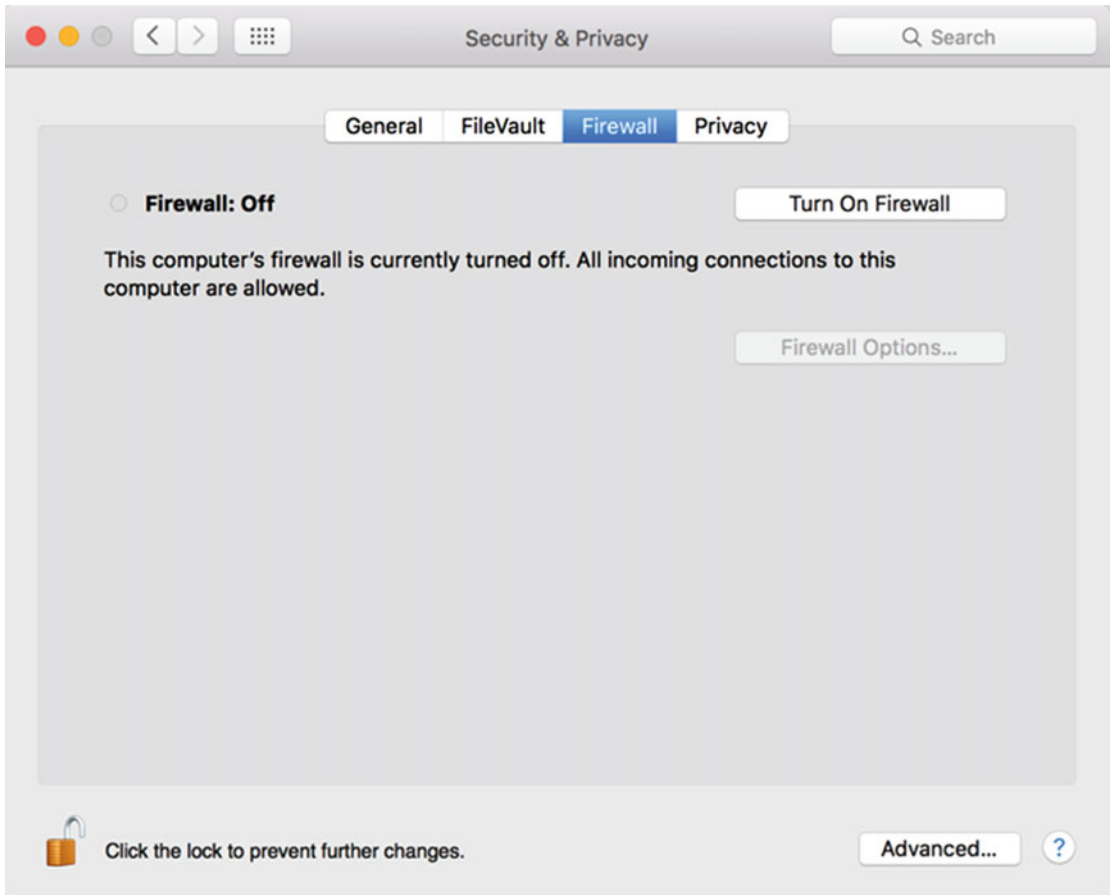 Security & Privacy
Search
General FileVault Firewall Privacy
Firewall: Off
Turn On Firewall
This computer's firewall is currently turned off. All incoming connections to this
computer are allowed.
Firewall Options...
Click the lock to prevent further changes.
Advanced...
?